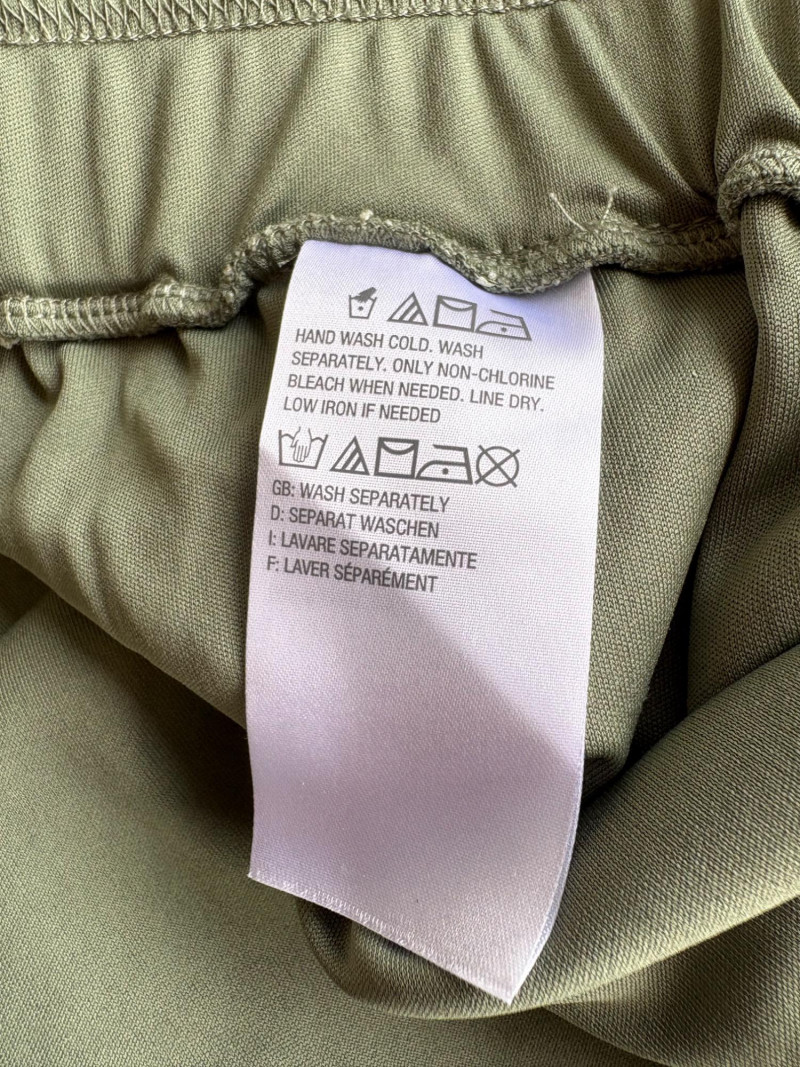 HAND WASH COLD. WASH
SEPARATELY. ONLY NON-CHLORINE
BLEACH WHEN NEEDED. LINE DRY.
LOW IRON IF NEEDED
GB: WASH SEPARATELY
D: SEPARAT WASCHEN
I: LAVARE SEPARATAMENTE
F: LAVER SÉPARÉMENT